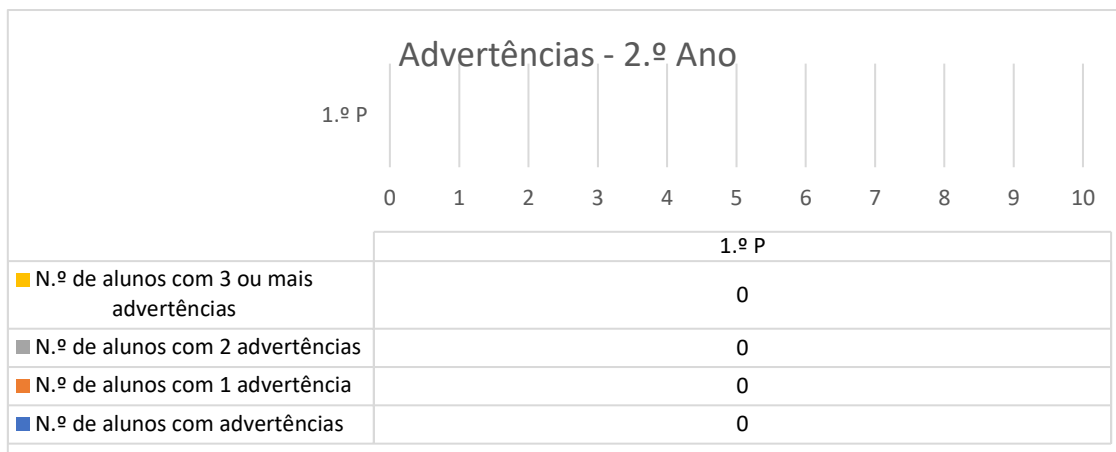 Advertências - 2.º Ano
1.º P
0 1 2 3 4 5 6 7 8 9 10
1.º P
N.º de alunos com 3 ou mais
advertências
0
N.º de alunos com 2 advertências 0
N.º de alunos com 1 advertência 0
N.º de alunos com advertências 0